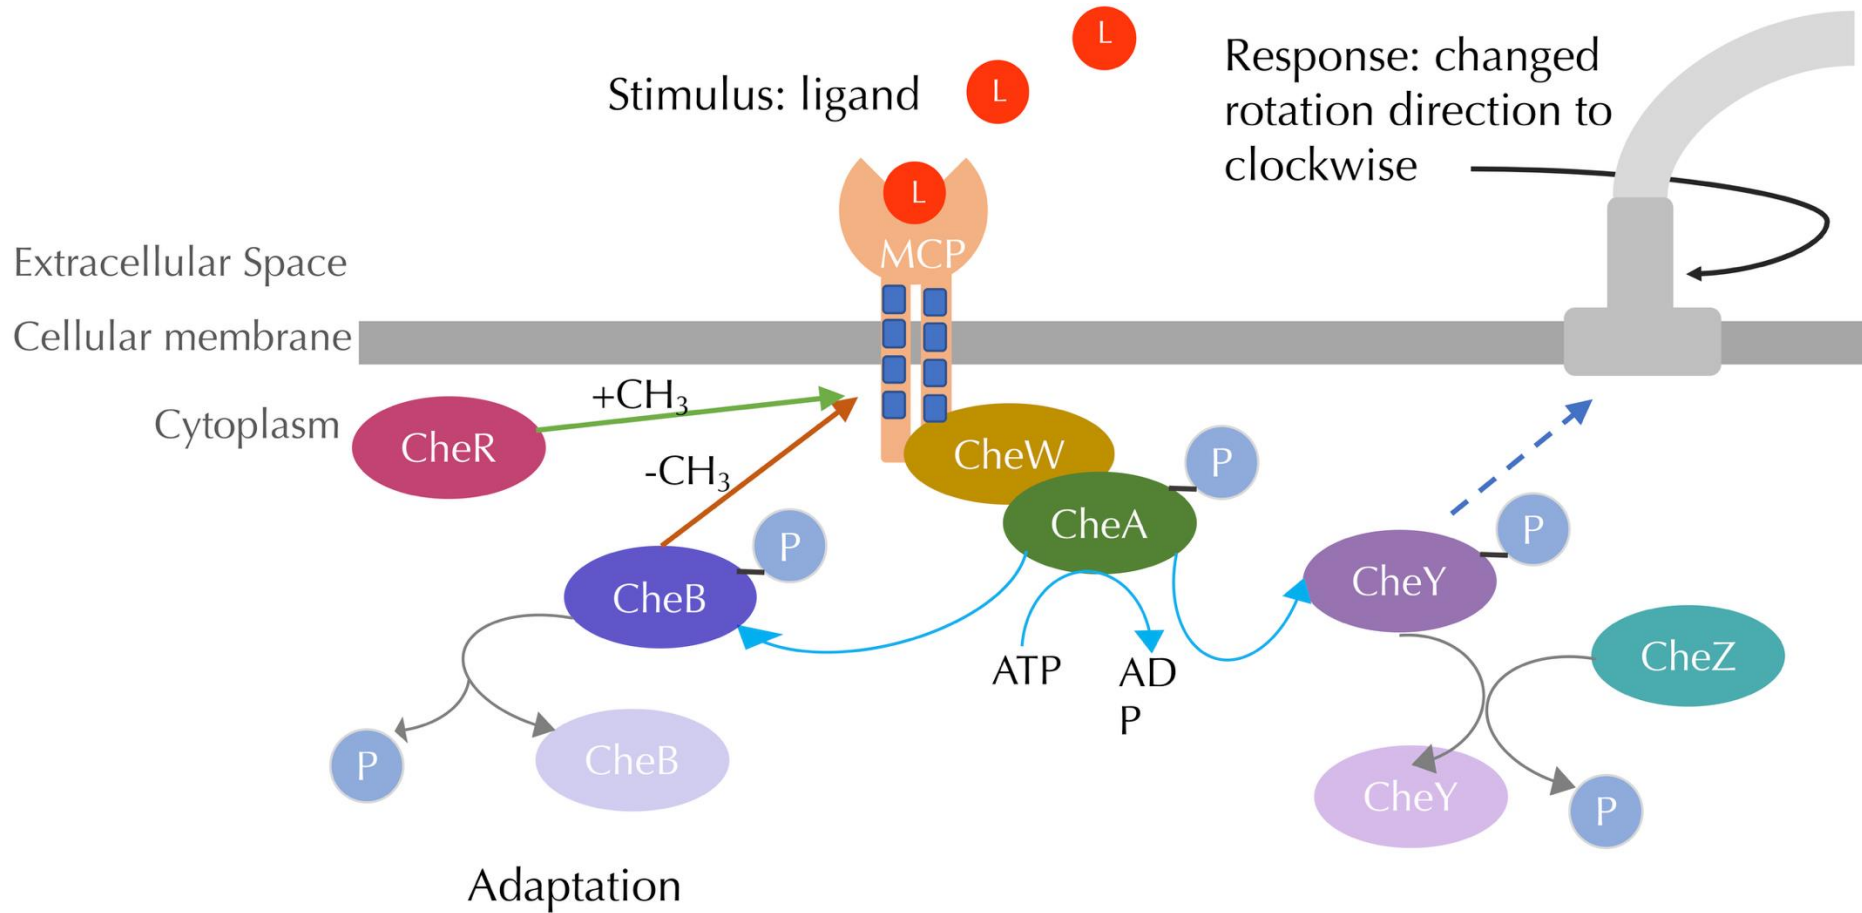 L
L
Stimulus: ligand
Response: changed
rotation direction to
clockwise
L
MCP
Extracellular Space
Cellular membrane
Cytoplasm
+CH₃
CheR
-CH₃
CheW
P
CheA
P
CheB
P
CheY
ATP
AD
P
CheZ
P
CheB
CheY
P
Adaptation